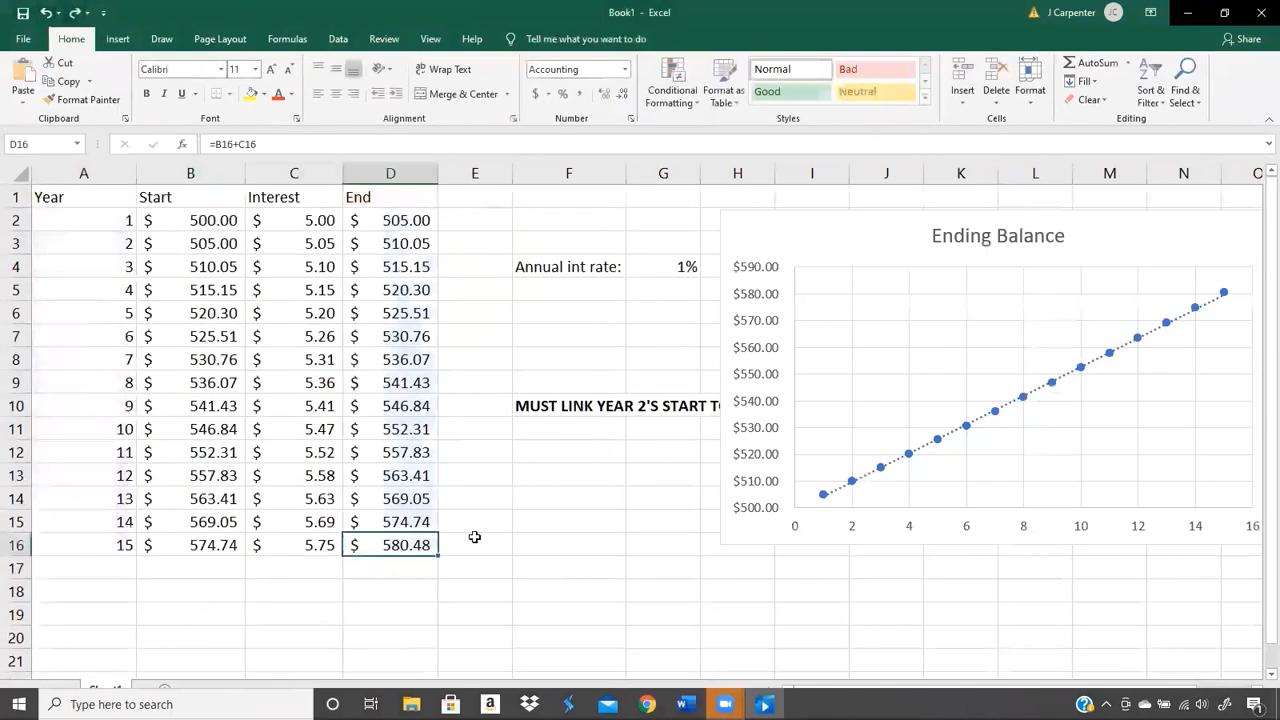 Book1 - Excel
J Carpenter
JC
File
Home
Insert
Draw
Page Layout
Formulas
Data
Review
View
Help
Tell me what you want to do
Share
Paste
Cut
Copy
Format Painter
Clipboard
Calibri
11
B I U
Font
Wrap Text
Merge & Center
Alignment
Accounting
$ % ,
Number
Conditional Formatting
Format as Table
Normal
Bad
Good
Neutral
Styles
Insert
Delete
Format
Cells
AutoSum
Fill
Clear
Sort & Filter
Find & Select
Editing
D16
fx
=B16+C16
A B C D E F G H I J K L M N O
1 Year Start Interest End
2 1 $ 500.00 $ 5.00 $ 505.00
3 2 $ 505.00 $ 5.05 $ 510.05
4 3 $ 510.05 $ 5.10 $ 515.15 Annual int rate: 1%
5 4 $ 515.15 $ 5.15 $ 520.30
6 5 $ 520.30 $ 5.20 $ 525.51
7 6 $ 525.51 $ 5.26 $ 530.76
8 7 $ 530.76 $ 5.31 $ 536.07
9 8 $ 536.07 $ 5.36 $ 541.43
10 9 $ 541.43 $ 5.41 $ 546.84 MUST LINK YEAR 2'S START
11 10 $ 546.84 $ 5.47 $ 552.31
12 11 $ 552.31 $ 5.52 $ 557.83
13 12 $ 557.83 $ 5.58 $ 563.41
14 13 $ 563.41 $ 5.63 $ 569.05
15 14 $ 569.05 $ 5.69 $ 574.74
16 15 $ 574.74 $ 5.75 $ 580.48
17
18
19
20
21
Ending Balance
$590.00
$580.00
$570.00
$560.00
$550.00
$540.00
$530.00
$520.00
$510.00
$500.00
0 2 4 6 8 10 12 14 16
Type here to search